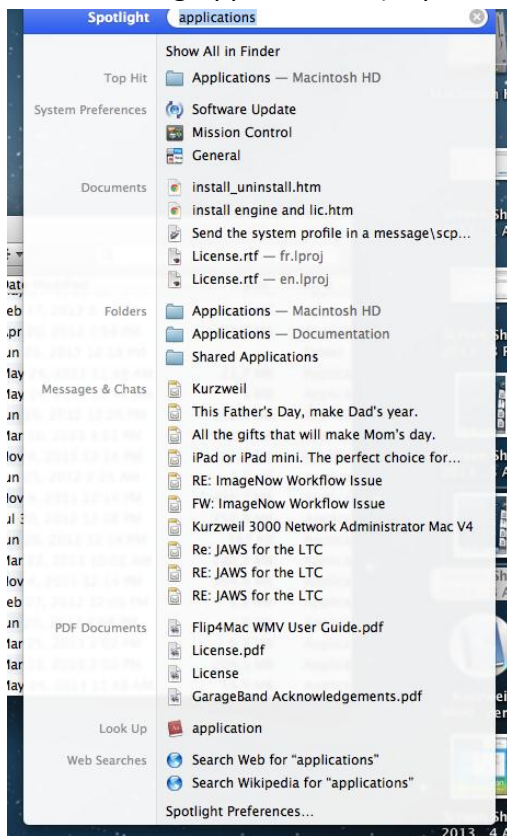 Spotlight applications
Show All in Finder
Top Hit Applications — Macintosh HD
System Preferences Software Update
Mission Control
General
Documents install_uninstall.htm
install engine and lic.htm
Send the system profile in a message\scp...
License.rtf — fr.lproj
License.rtf — en.lproj
Folders Applications — Macintosh HD
Applications — Documentation
Shared Applications
Messages & Chats Kurzweil
This Father's Day, make Dad's year.
All the gifts that will make Mom's day.
iPad or iPad mini. The perfect choice for...
RE: ImageNow Workflow Issue
FW: ImageNow Workflow Issue
Kurzweil 3000 Network Administrator Mac V4
Re: JAWS for the LTC
RE: JAWS for the LTC
RE: JAWS for the LTC
PDF Documents Flip4Mac WMV User Guide.pdf
License.pdf
License
GarageBand Acknowledgements.pdf
Look Up application
Web Searches Search Web for “applications”
Search Wikipedia for “applications”
Spotlight Preferences...